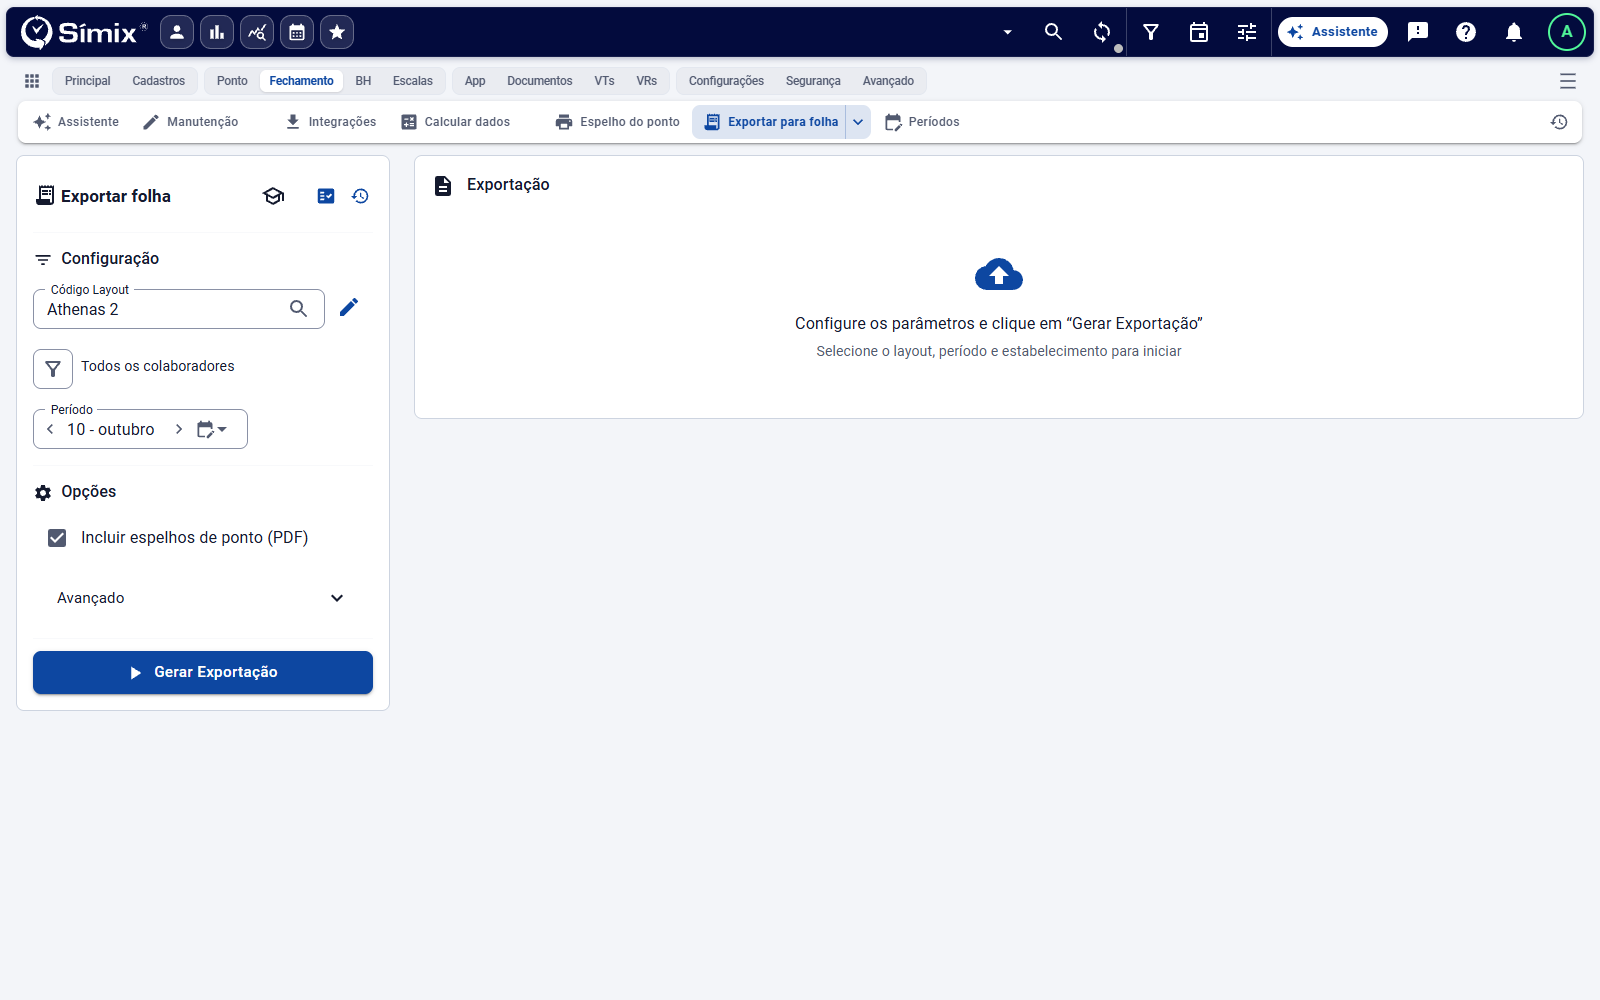 Símix®
Assistente
A
Principal
Cadastros
Ponto
Fechamento
BH
Escalas
App
Documentos
VTs
VRs
Configurações
Segurança
Avançado
Assistente
Manutenção
Integrações
Calcular dados
Espelho do ponto
Exportar para folha
Períodos
Exportar folha
Configuração
Código Layout
Athenas 2
Todos os colaboradores
Período
10 - outubro
Opções
Incluir espelhos de ponto (PDF)
Avançado
Gerar Exportação
Exportação
Configure os parâmetros e clique em “Gerar Exportação”
Selecione o layout, período e estabelecimento para iniciar